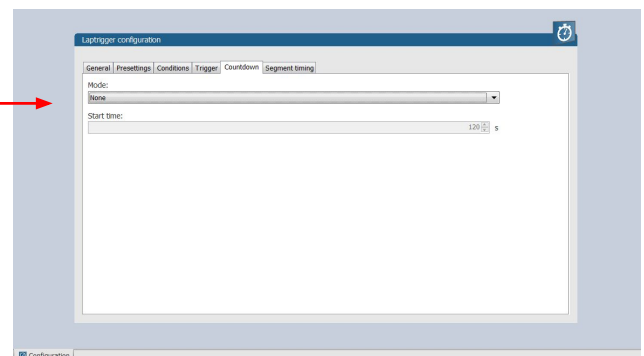 Laptrigger configuration
General Presettings Conditions Trigger Countdown Segment timing
Mode:
None
Start time:
120 s
Configuration